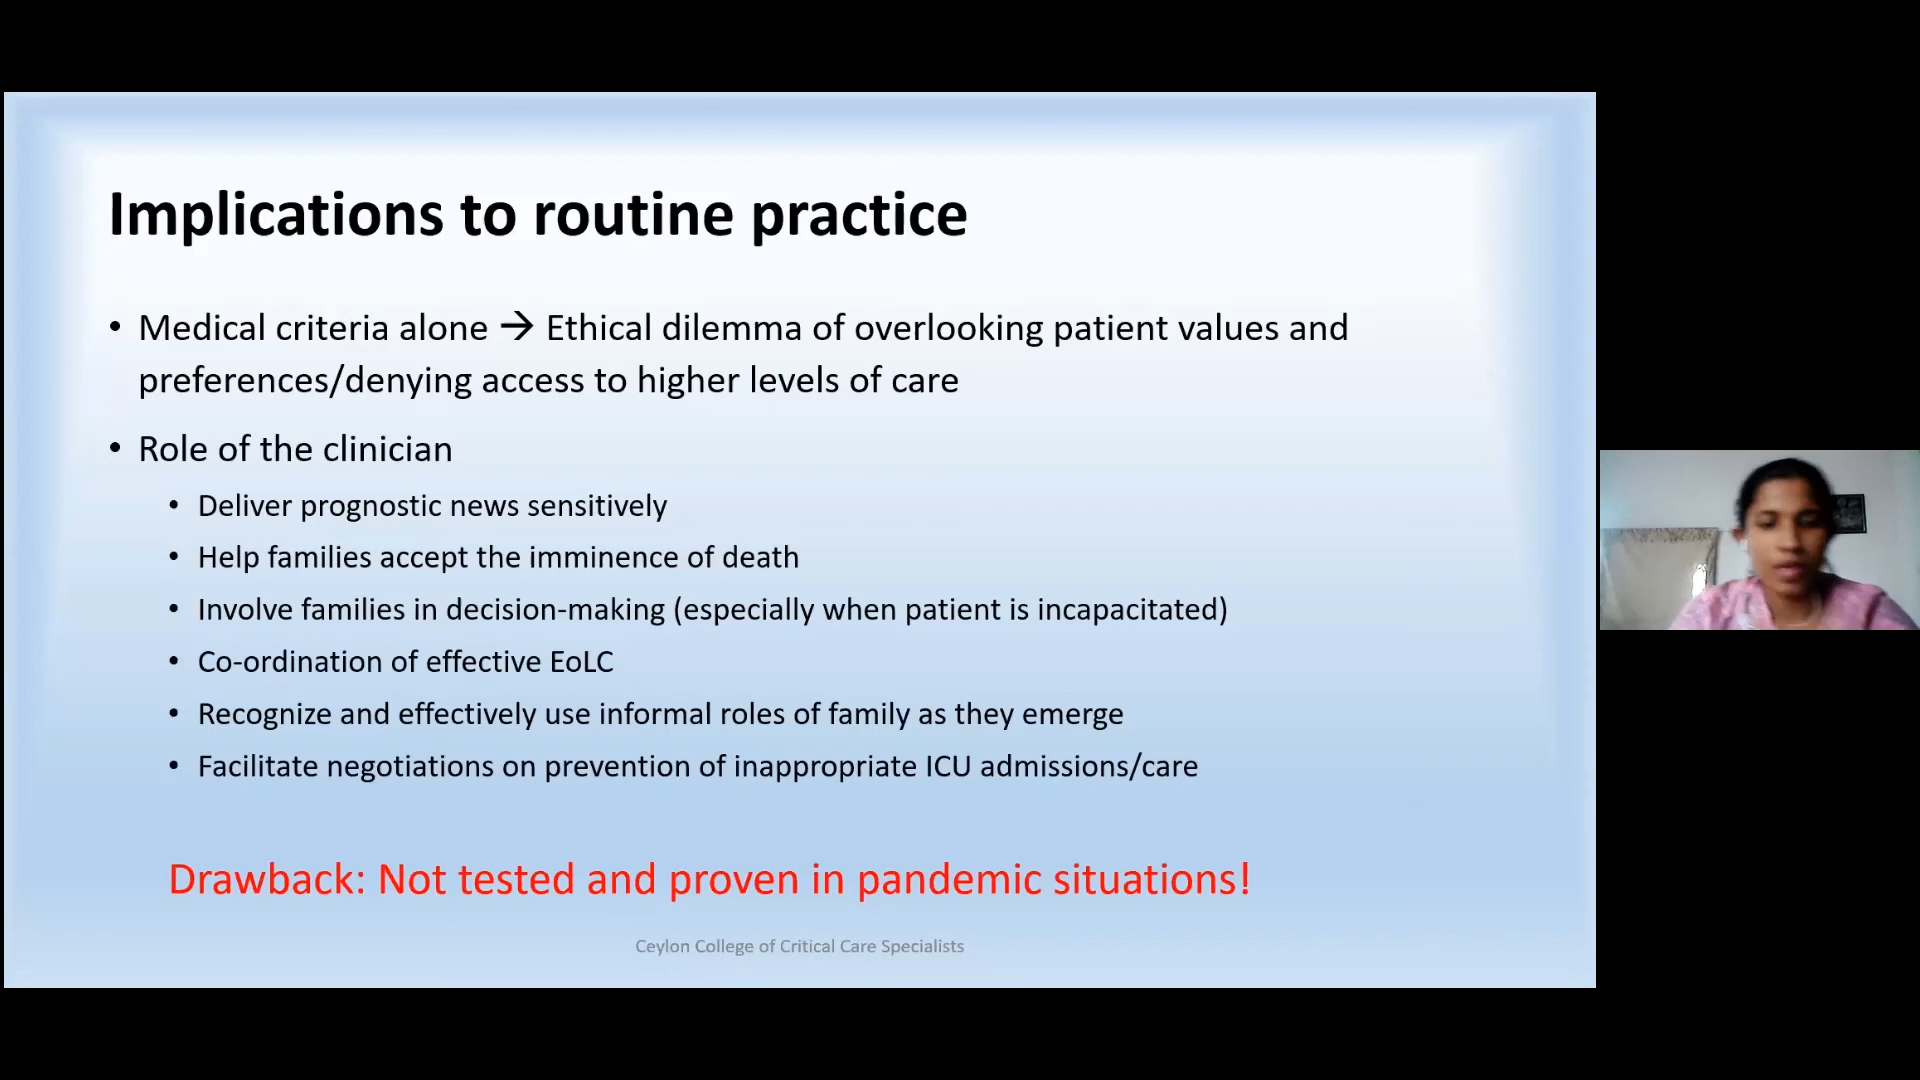 Implications to routine practice
• Medical criteria alone → Ethical dilemma of overlooking patient values and
preferences/denying access to higher levels of care
• Role of the clinician
• Deliver prognostic news sensitively
• Help families accept the imminence of death
• Involve families in decision-making (especially when patient is incapacitated)
• Co-ordination of effective EoLC
• Recognize and effectively use informal roles of family as they emerge
• Facilitate negotiations on prevention of inappropriate ICU admissions/care
Drawback: Not tested and proven in pandemic situations!
Ceylon College of Critical Care Specialists